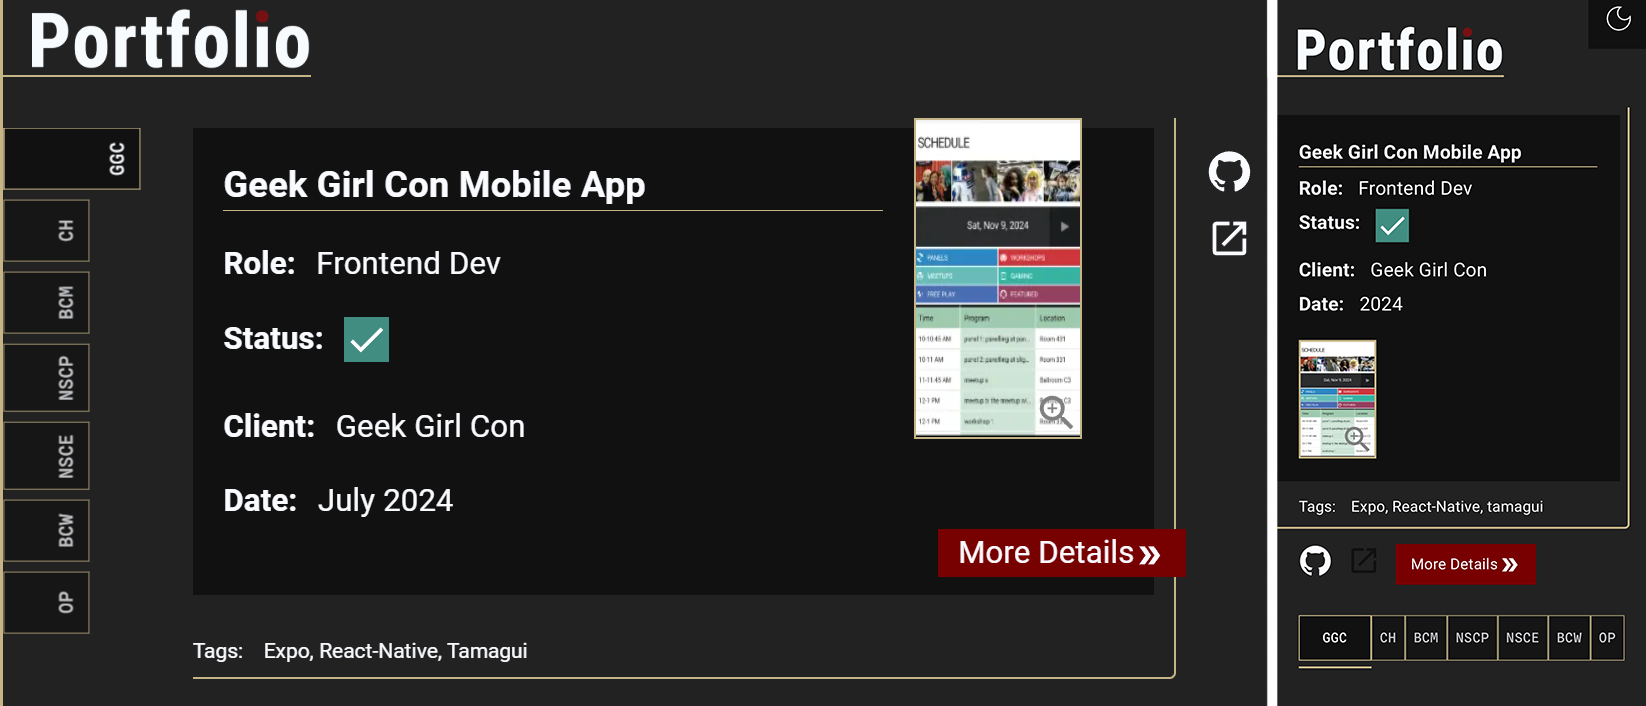 Portfolio
GGC
CH
BCM
NSCP
NSCE
BCW
OP
Geek Girl Con Mobile App
Role: Frontend Dev
Status:
Client: Geek Girl Con
Date: July 2024
SCHEDULE
Sat, Nov 9, 2024
PANELS WORKSHOPS
MEETUPS GAMING
FREE PLAY FEATURED
Time Program Location
10-10:45 AM panel 1: panelling at pan... Room 431
10-11 AM panel 2: panelling at Room 331
11-11:45 AM meetup Ballroom C3
12-1 PM meetup the meetup C3
12-1 PM workshop 1 Room
More Details
Tags: Expo, React-Native, Tamagui
Portfolio
Geek Girl Con Mobile App
Role: Frontend Dev
Status:
Client: Geek Girl Con
Date: 2024
SCHEDULE
Sat, Nov 9, 2024
Tags: Expo, React-Native, tamagui
More Details
GGC CH BCM NSCP NSCE BCW OP